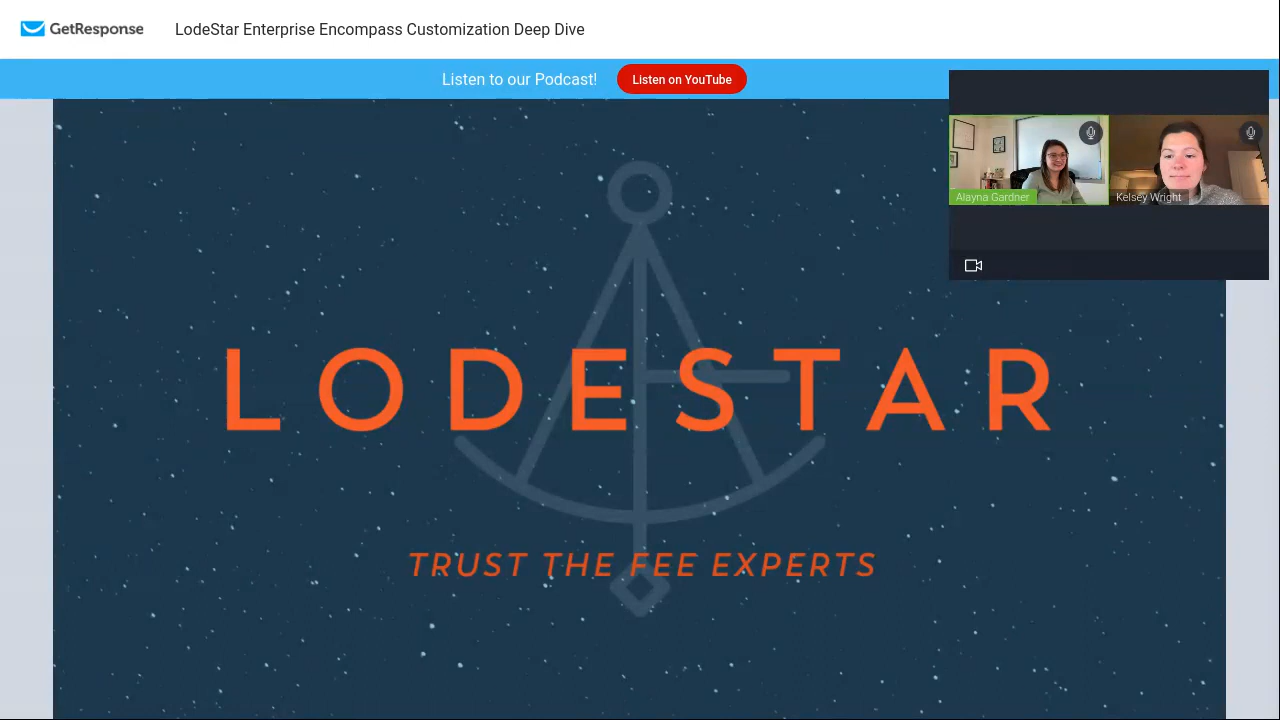 GetResponse
LodeStar Enterprise Encompass Customization Deep Dive
Listen to our Podcast!
Listen on YouTube
Alayna Gardner
Kelsey Wright
LODESTAR
TRUST THE FEE EXPERTS